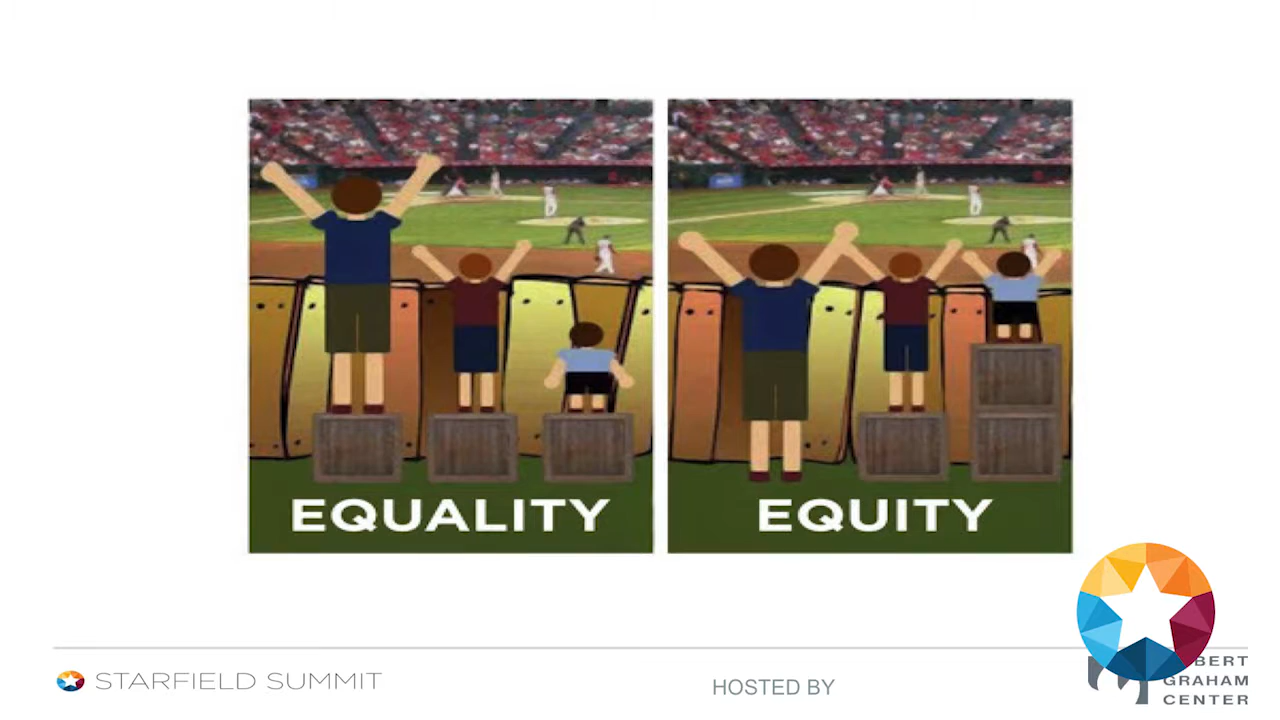 EQUALITY
EQUITY
STARFIELD SUMMIT
HOSTED BY
GRAHAM
CENTER